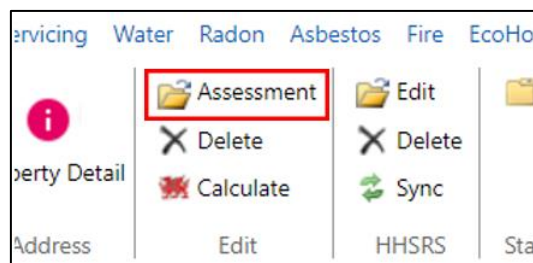 ervicing Water Radon Asbestos Fire EcoHo
Assessment Edit
Delete Delete
perty Detail Calculate Sync
Address Edit HHSRS Sta